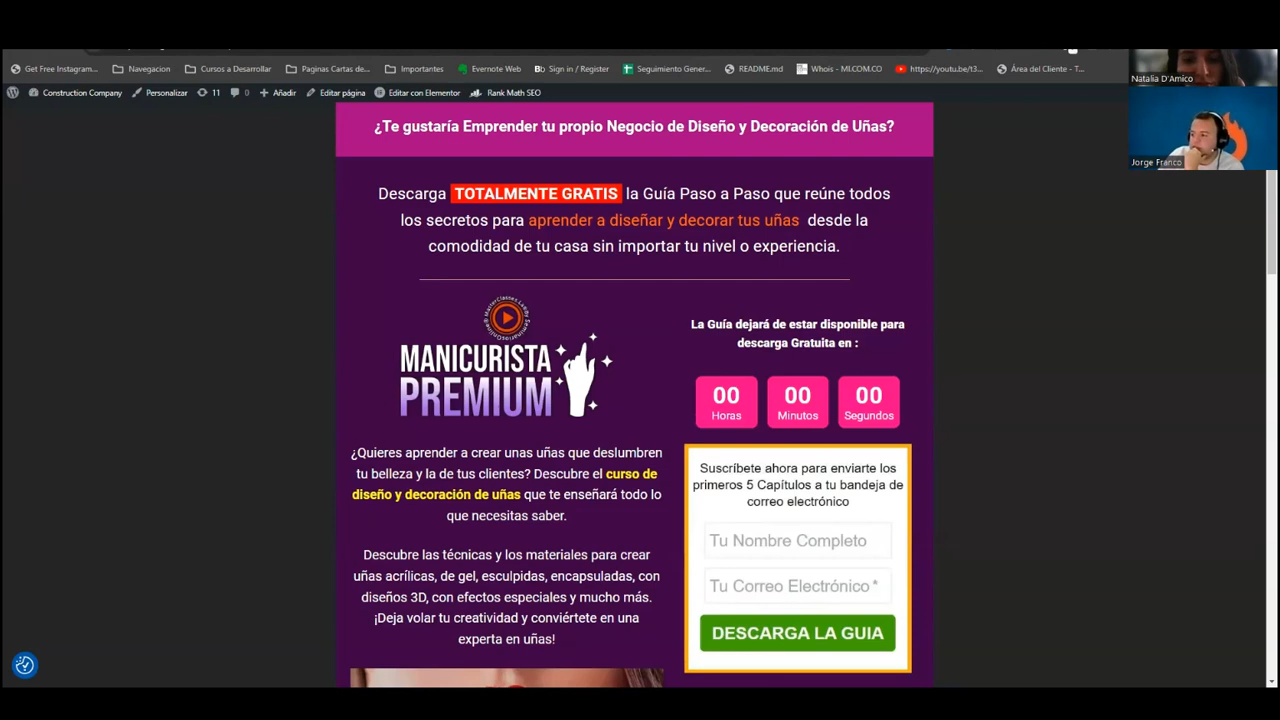 Get Free Instagram...
Navegacion
Cursos a Desarrollar
Paginas Cartas de...
Importantes
Evernote Web
Bb Sign in / Register
Seguimiento Gener...
README.md
Whois - MI.COM.CO
https://youtu.be/t3...
Área del Cliente - T...
Natalia D'Amico
Construction Company
Personalizar
11
0
Añadir
Editar página
Editar con Elementor
Rank Math SEO
Jorge Franco
¿Te gustaría Emprender tu propio Negocio de Diseño y Decoración de Uñas?
Descarga TOTALMENTE GRATIS la Guía Paso a Paso que reúne todos
los secretos para aprender a diseñar y decorar tus uñas desde la
comodidad de tu casa sin importar tu nivel o experiencia.
MANICURISTA
PREMIUM
¿Quieres aprender a crear unas uñas que deslumbren
tu belleza y la de tus clientes? Descubre el curso de
diseño y decoración de uñas que te enseñará todo lo
que necesitas saber.
Descubre las técnicas y los materiales para crear
uñas acrílicas, de gel, esculpidas, encapsuladas, con
diseños 3D, con efectos especiales y mucho más.
¡Deja volar tu creatividad y conviértete en una
experta en uñas!
La Guía dejará de estar disponible para
descarga Gratuita en :
00 00 00
Horas Minutos Segundos
Suscríbete ahora para enviarte los
primeros 5 Capítulos a tu bandeja de
correo electrónico
Tu Nombre Completo
Tu Correo Electrónico *
DESCARGA LA GUIA